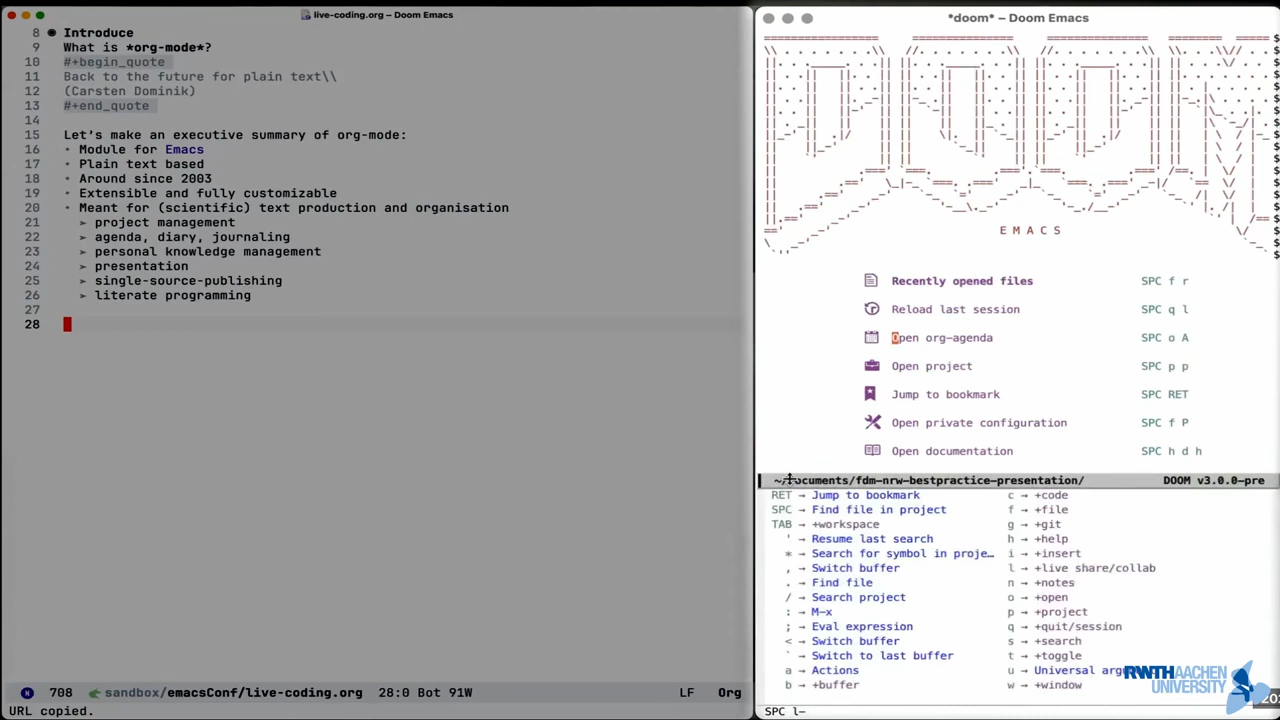 live-coding.org – Doom Emacs
8 Introduce
9 What is *org-mode*?
10 #+begin_quote
11 Back to the future for plain text\\
12 (Carsten Dominik)
13 #+end_quote
14
15 Let's make an executive summary of org-mode:
16 • Module for Emacs
17 • Plain text based
18 • Around since 2003
19 • Extensible and fully customizable
20 • Meant for (scientific) text production and organisation
21 ➤ project management
22 ➤ agenda, diary, journaling
23 ➤ personal knowledge management
24 ➤ presentation
25 ➤ single-source-publishing
26 ➤ literate programming
27
28
N 708 sandbox/emacsConf/live-coding.org 28:0 Bot 91W LF Org
URL copied.
*doom* – Doom Emacs
E M A C S
Recently opened files SPC f r
Reload last session SPC q l
Open org-agenda SPC o A
Open project SPC p p
Jump to bookmark SPC RET
Open private configuration SPC f P
Open documentation SPC h d h
~/Documents/fdm-nrw-bestpractice-presentation/ DOOM v3.0.0-pre
RET → Jump to bookmark c → +code
SPC → Find file in project f → +file
TAB → +workspace g → +git
' → Resume last search h → +help
* → Search for symbol in proje… i → +insert
, → Switch buffer l → +live share/collab
. → Find file n → +notes
/ → Search project o → +open
: → M-x p → +project
; → Eval expression q → +quit/session
< → Switch buffer s → +search
` → Switch to last buffer t → +toggle
a → Actions u → Universal
b → +buffer w → +window
SPC l-
RWTH AACHEN
UNIVERSITY